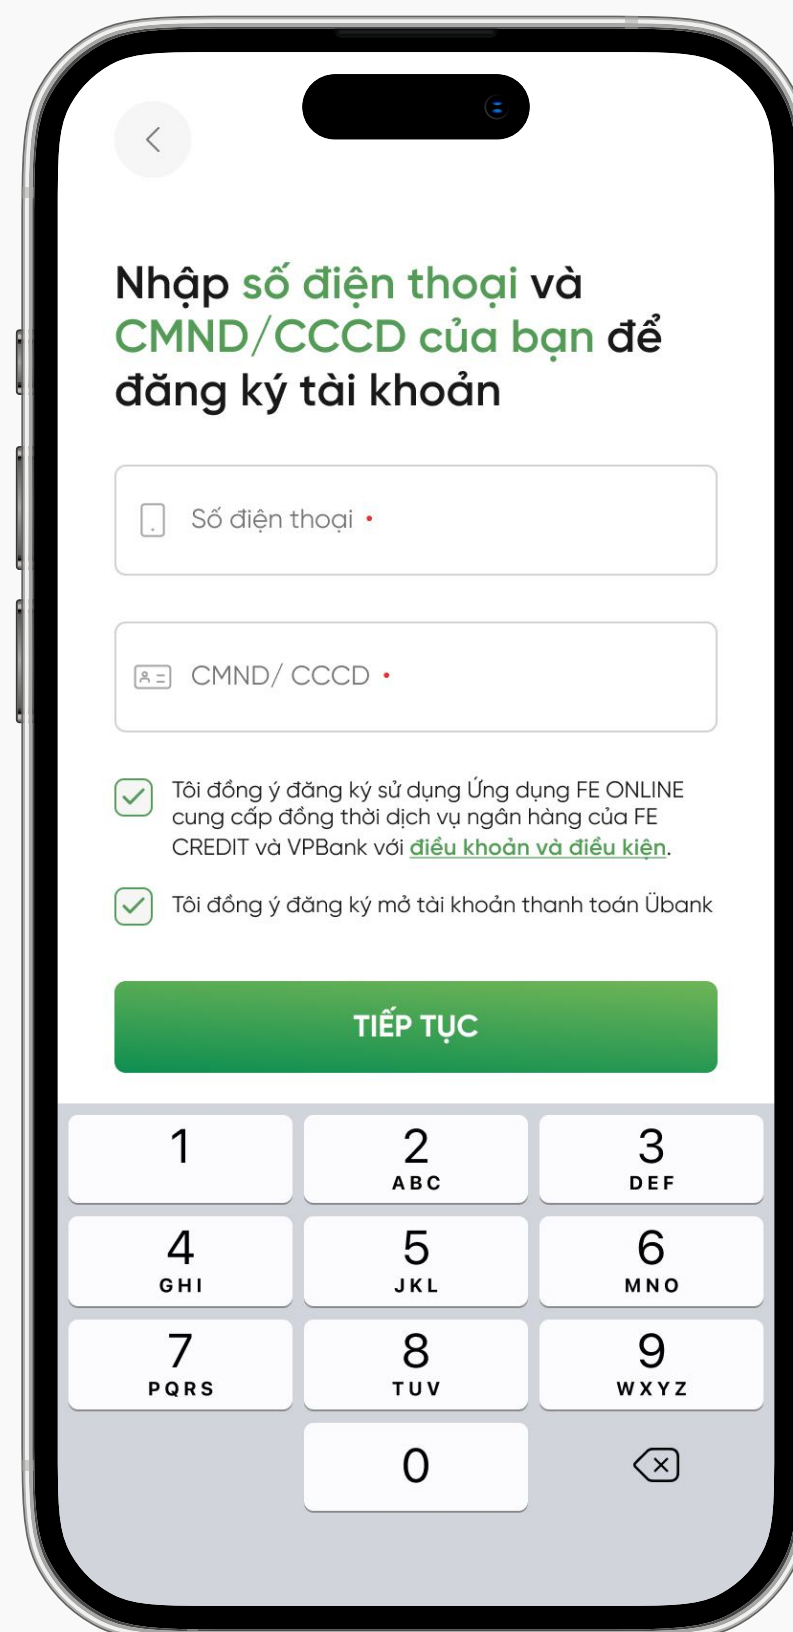 Nhập số điện thoại và
CMND/CCCD của bạn để
đăng ký tài khoản
Số điện thoại •
CMND/ CCCD •
Tôi đồng ý đăng ký sử dụng Ứng dụng FE ONLINE
cung cấp đồng thời dịch vụ ngân hàng của FE
CREDIT và VPBank với điều khoản và điều kiện.
Tôi đồng ý đăng ký mở tài khoản thanh toán Übank
TIẾP TỤC
1 2 3
ABC DEF
4 5 6
GHI JKL MNO
7 8 9
PQRS TUV WXYZ
0